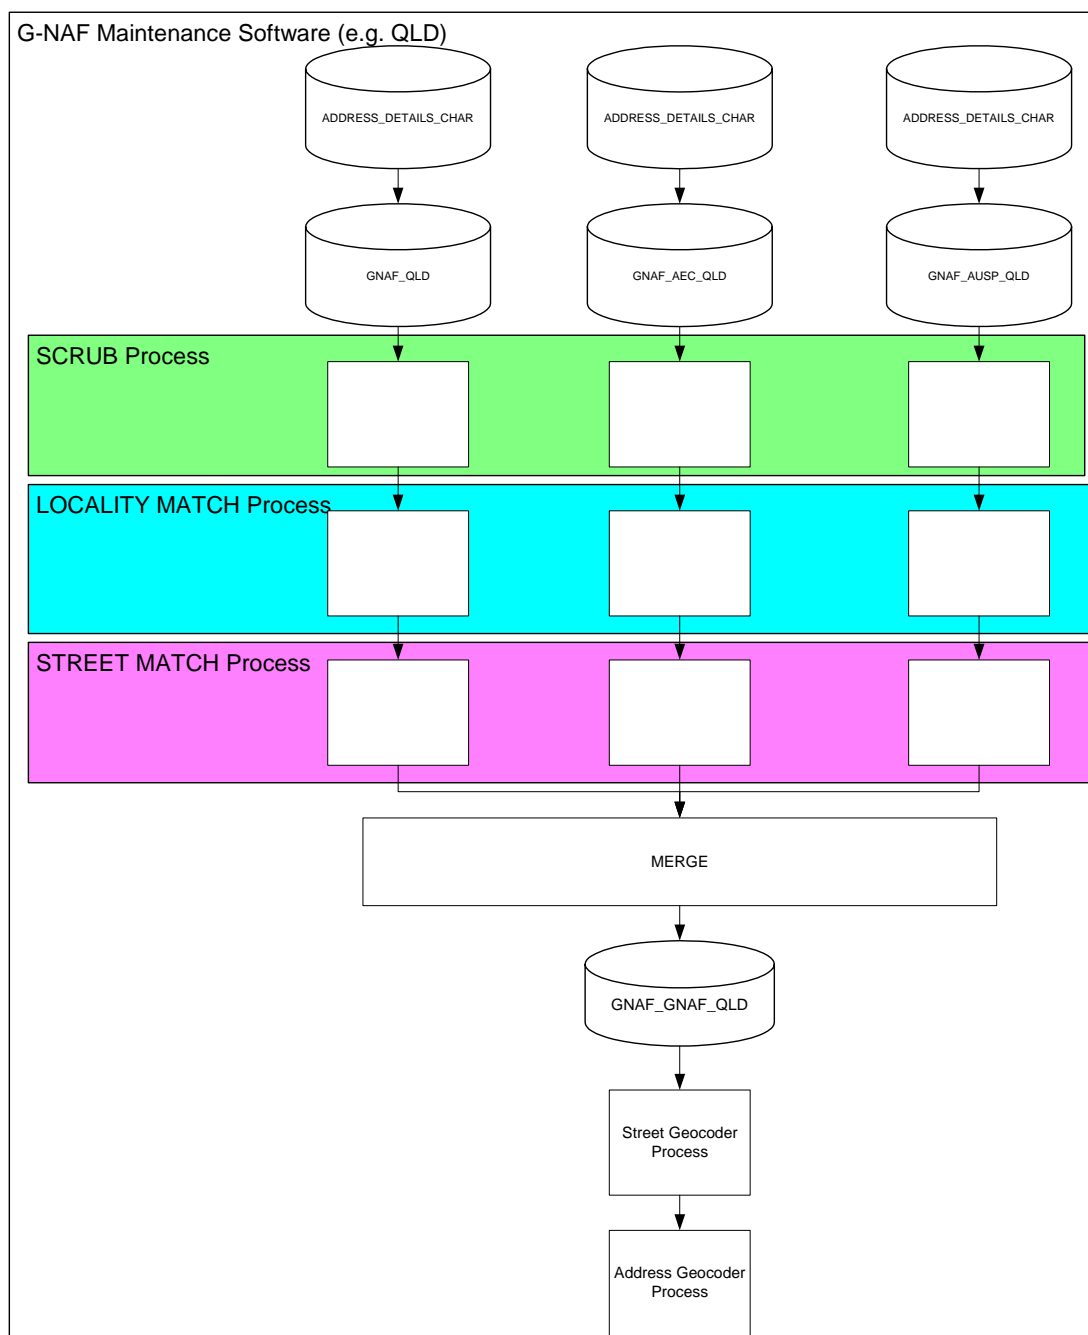 G-NAF Maintenance Software (e.g. QLD)
ADDRESS_DETAILS_CHAR
ADDRESS_DETAILS_CHAR
ADDRESS_DETAILS_CHAR
GNAF_QLD
GNAF_AEC_QLD
GNAF_AUSP_QLD
SCRUB Process
LOCALITY MATCH Process
STREET MATCH Process
MERGE
GNAF_GNAF_QLD
Street Geocoder
Process
Address Geocoder
Process